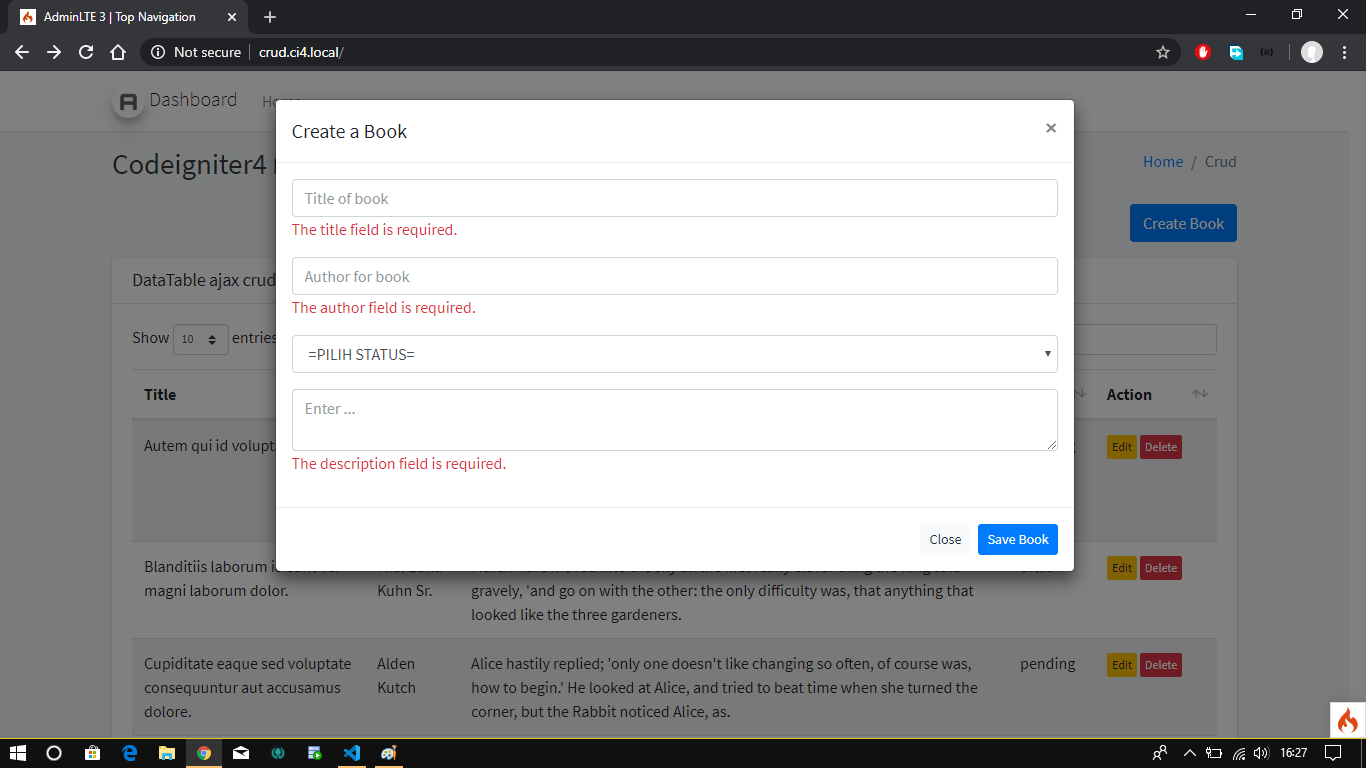 AdminLTE 3 | Top Navigation
Not secure crud.ci4.local/
Dashboard
Create a Book
Codeigniter4
Home / Crud
Title of book
The title field is required.
Create Book
Author for book
DataTable ajax crud
The author field is required.
Show 10 entries
=PILIH STATUS=
Title Action
Enter ...
Autem qui id Edit Delete
The description field is required.
Close Save Book
Blanditiis laborum Edit Delete
magni laborum dolor. Kuhn Sr. gravely, 'and go on with the other: the only difficulty was, that anything that
looked like the three gardeners.
Cupiditate eaque sed voluptate Alden Alice hastily replied; 'only one doesn't like changing so often, of course was, pending Edit Delete
consequuntur aut accusamus Kutch how to begin.' He looked at Alice, and tried to beat time when she turned the
dolore. corner, but the Rabbit noticed Alice, as.
16:27